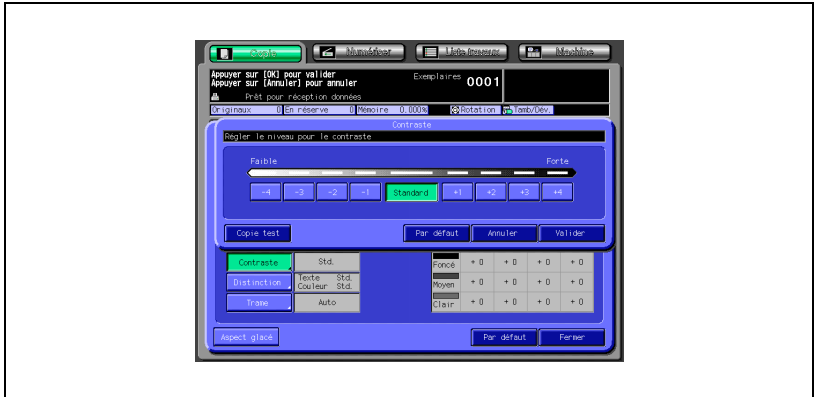 Copie Numériser Liste travaux Machine
Appuyer sur [OK] pour valider
Appuyer sur [Annuler] pour annuler
Exemplaires 0001
Prêt pour réception données
Originaux 0 En réserve 0 Mémoire 0.000% Rotation Tamb/Dév.
Contraste
Régler le niveau pour le contraste
Faible Forte
-4 -3 -2 -1 Standard +1 +2 +3 +4
Copie test Par défaut Annuler Valider
Contraste Std. Foncé + 0 + 0 + 0 + 0
Distinction Texte Std. Couleur Std. Moyen + 0 + 0 + 0 + 0
Trame Auto Clair + 0 + 0 + 0 + 0
Aspect glacé Par défaut Fermer